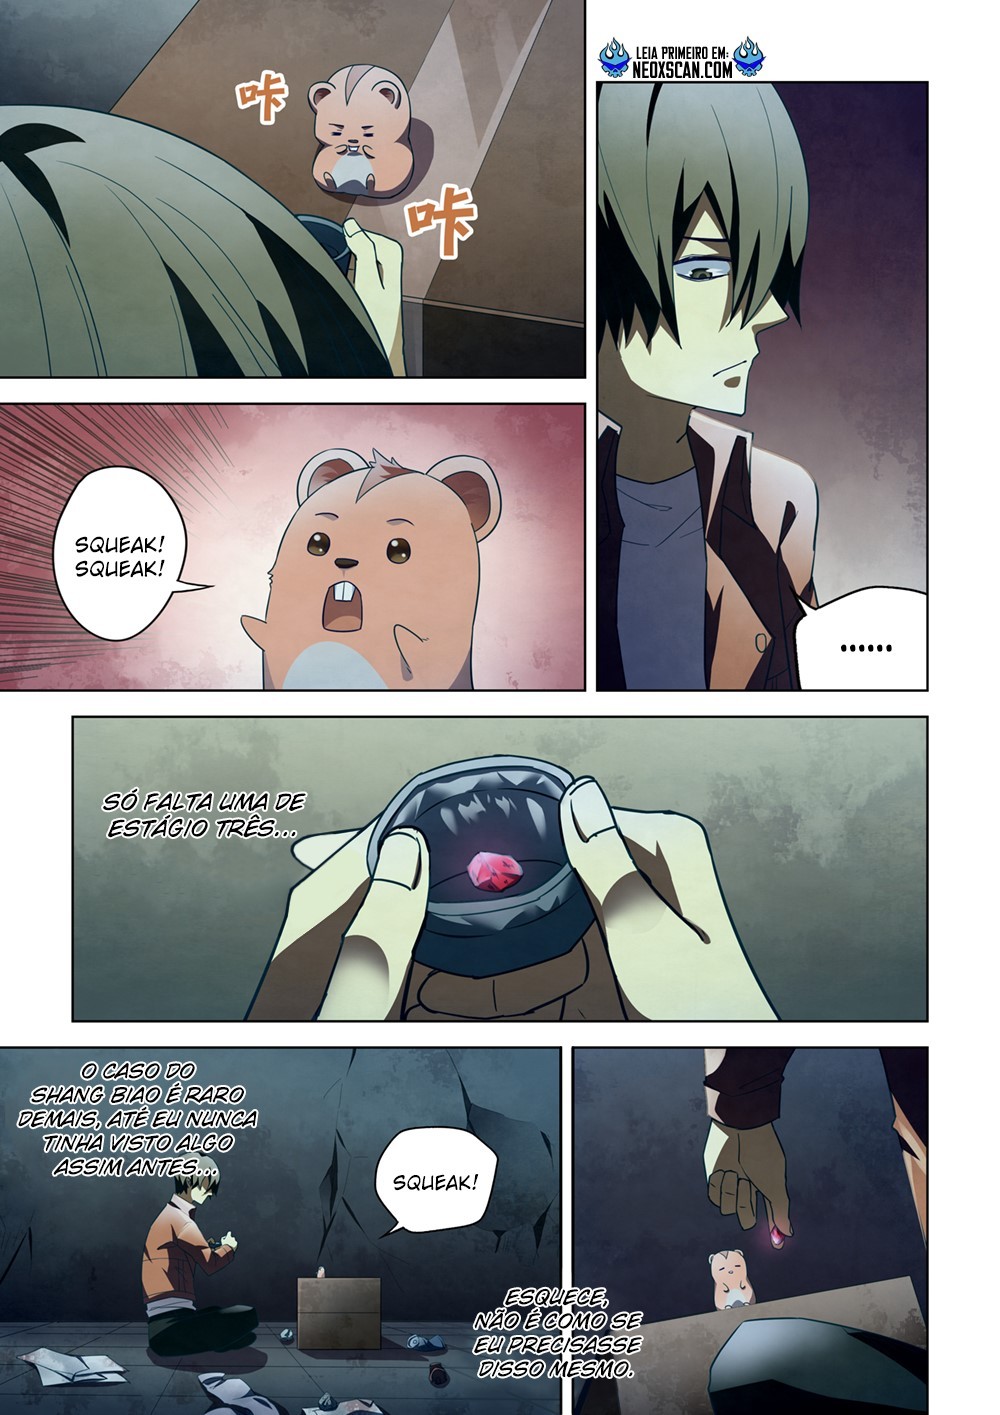 LEIA PRIMEIRO EM:
NEOXSCAN.COM
咔
咔
......
SQUEAK!
SQUEAK!
SÓ FALTA UMA DE
ESTÁGIO TRÊS...
O CASO DO
SHANG BIAO É RARO
DEMAIS, ATÉ EU NUNCA
TINHA VISTO ALGO
ASSIM ANTES...
SQUEAK!
ESQUECE,
NÃO É COMO SE
EU PRECISASSE
DISSO MESMO.